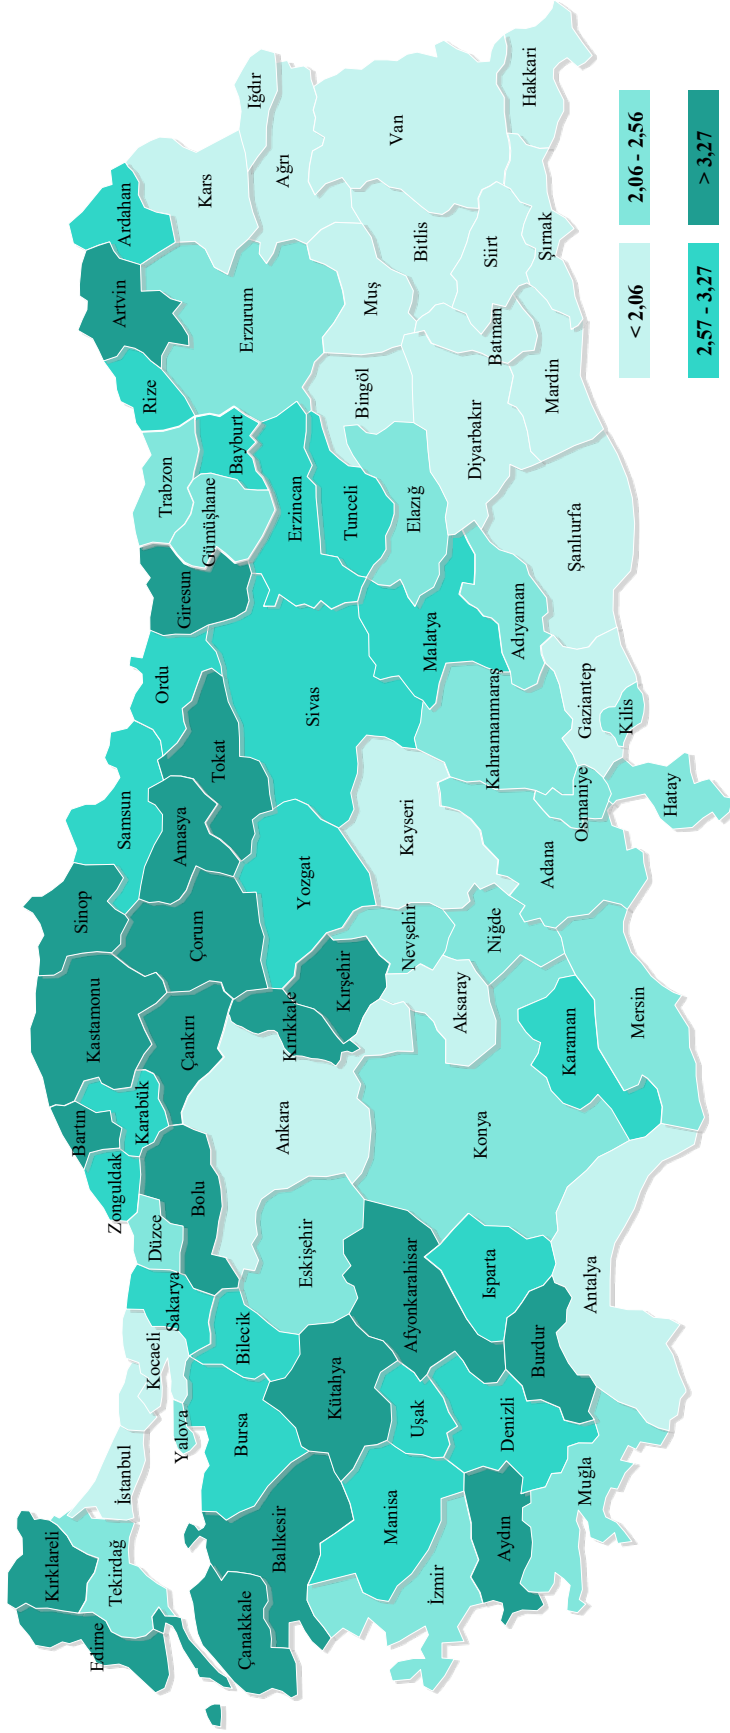 Kırklareli
Edirne
Tekirdağ
İstanbul
Kocaeli
Yalova
Sakarya
Düzce
Zonguldak
Bartın
Karabük
Kastamonu
Sinop
Samsun
Ordu
Giresun
Trabzon
Gümüşhane
Bayburt
Rize
Artvin
Ardahan
Kars
Iğdır
Ağrı
Erzurum
Erzincan
Tunceli
Bolu
Çankırı
Çorum
Amasya
Tokat
Sivas
Yozgat
Kırıkkale
Kırşehir
Ankara
Eskişehir
Bilecik
Bursa
Balıkesir
Çanakkale
Kütahya
Manisa
Uşak
Afyonkarahisar
İzmir
Aydın
Denizli
Isparta
Burdur
Muğla
Antalya
Konya
Aksaray
Nevşehir
Niğde
Kayseri
Karaman
Mersin
Adana
Osmaniye
Hatay
Kilis
Gaziantep
Kahramanmaraş
Malatya
Adıyaman
Elazığ
Bingöl
Muş
Bitlis
Van
Hakkari
Şırnak
Siirt
Batman
Mardin
Diyarbakır
Şanlıurfa
< 2,06
2,06 - 2,56
2,57 - 3,27
> 3,27